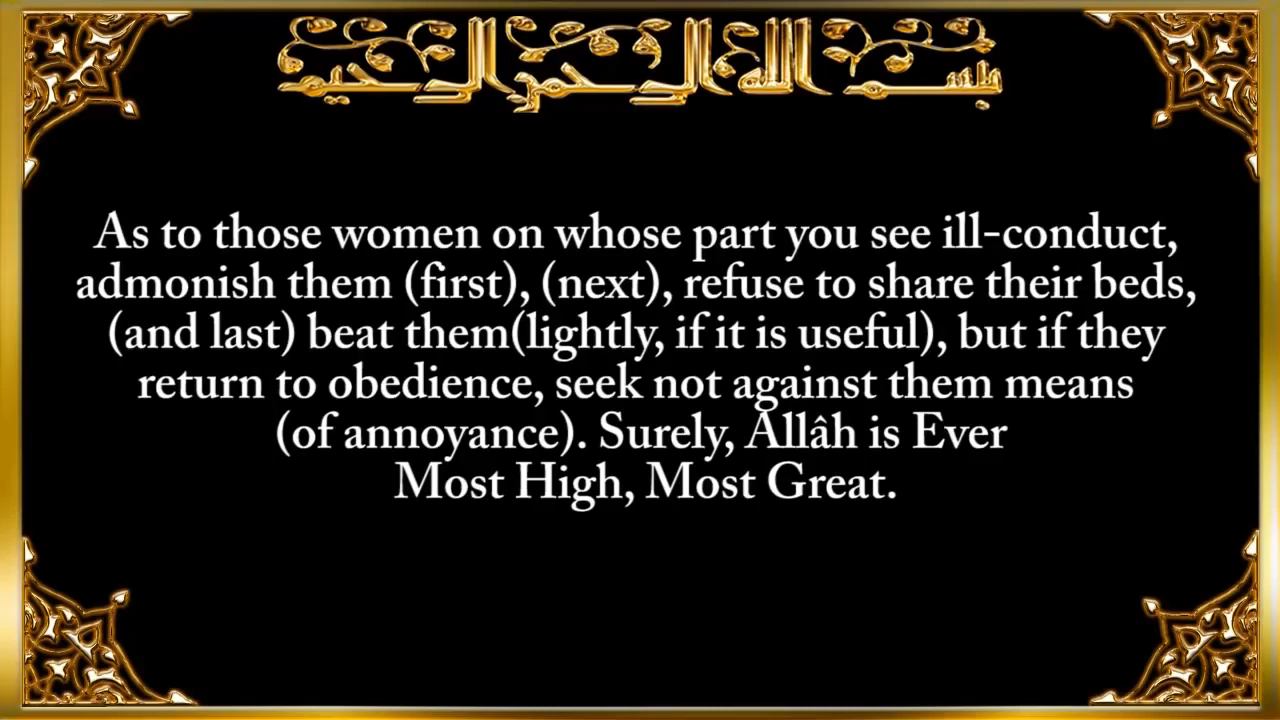 بسم الله الرحمن الرحيم
As to those women on whose part you see ill-conduct,
admonish them (first), (next), refuse to share their beds,
(and last) beat them(lightly, if it is useful), but if they
return to obedience, seek not against them means
(of annoyance). Surely, Allâh is Ever
Most High, Most Great.